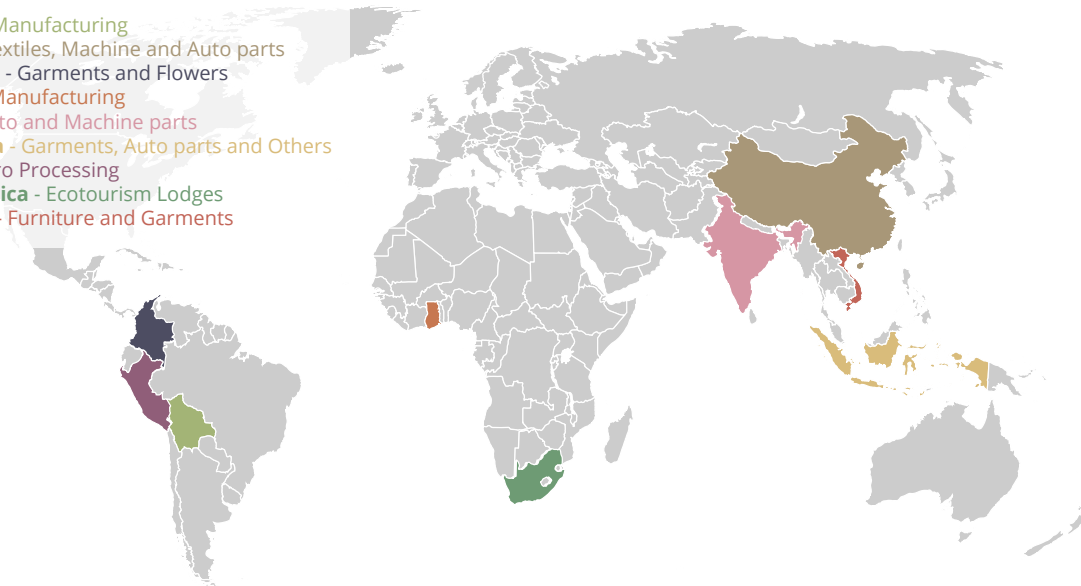 Manufacturing
extiles, Machine and Auto parts
- Garments and Flowers
Manufacturing
to and Machine parts
a - Garments, Auto parts and Others
ro Processing
ica - Ecotourism Lodges
- Furniture and Garments